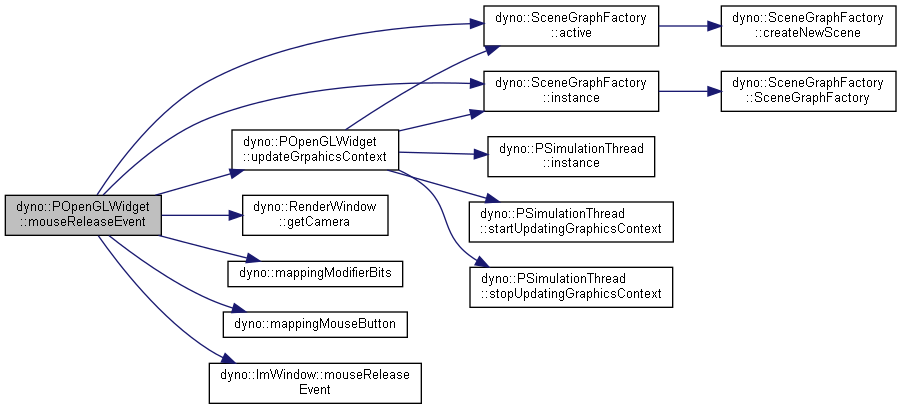 dyno::POpenGLWidget
::mouseReleaseEvent
dyno::SceneGraphFactory
::active
dyno::SceneGraphFactory
::createNewScene
dyno::SceneGraphFactory
::instance
dyno::SceneGraphFactory
::SceneGraphFactory
dyno::POpenGLWidget
::updateGrpahicsContext
dyno::PSimulationThread
::instance
dyno::PSimulationThread
::startUpdatingGraphicsContext
dyno::PSimulationThread
::stopUpdatingGraphicsContext
dyno::RenderWindow
::getCamera
dyno::mappingModifierBits
dyno::mappingMouseButton
dyno::ImWindow::mouseRelease
Event